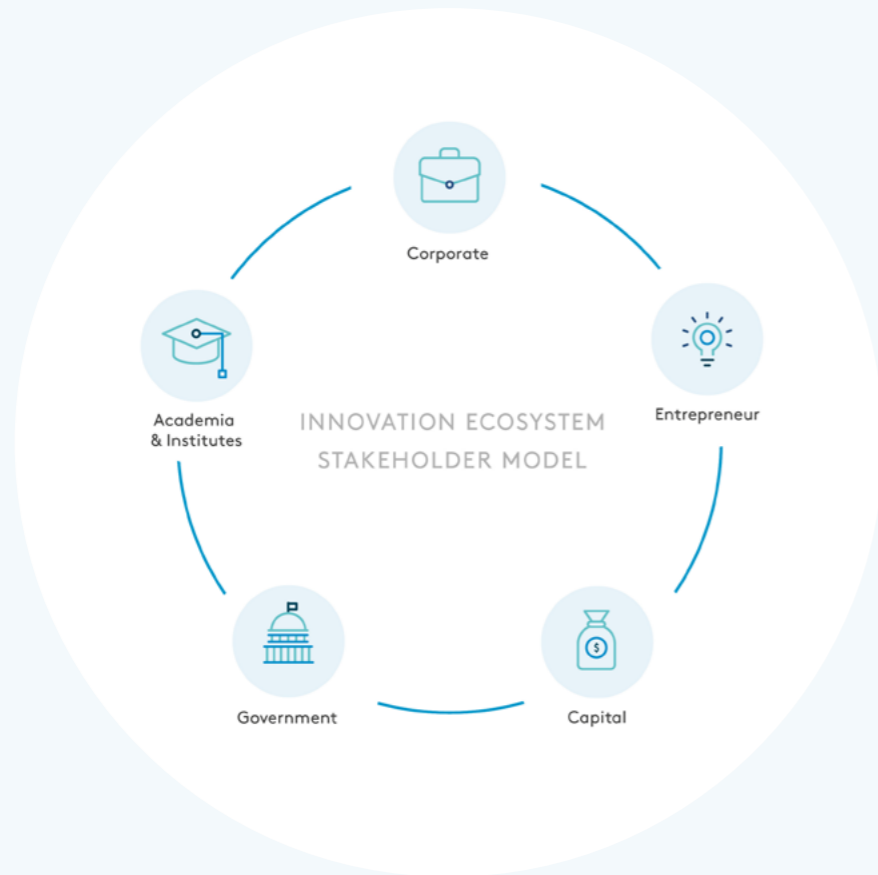 Corporate
Entrepreneur
Academia
& Institutes
INNOVATION ECOSYSTEM
STAKEHOLDER MODEL
$
Government
Capital